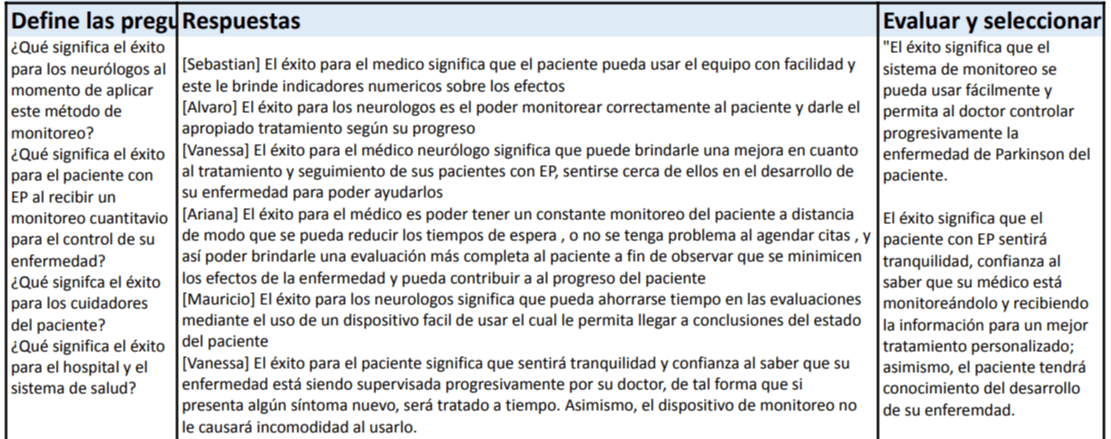 Define las pregu
¿Qué significa el éxito
para los neurólogos al
momento de aplicar
este método de
monitoreo?
¿Qué significa el éxito
para el paciente con
EP al recibir un
monitoreo cuantitavio
para el control de su
enfermedad?
¿Qué signifca el éxito
para los cuidadores
del paciente?
¿Qué significa el éxito
para el hospital y el
sistema de salud?
Respuestas
[Sebastian] El éxito para el medico significa que el paciente pueda usar el equipo con facilidad y
este le brinde indicadores numericos sobre los efectos
[Alvaro] El éxito para los neurologos es el poder monitorear correctamente al paciente y darle el
apropiado tratamiento según su progreso
[Vanessa] El éxito para el médico neurólogo significa que puede brindarle una mejora en cuanto
al tratamiento y seguimiento de sus pacientes con EP, sentirse cerca de ellos en el desarrollo de
su enfermedad para poder ayudarlos
[Ariana] El éxito para el médico es poder tener un constante monitoreo del paciente a distancia
de modo que se pueda reducir los tiempos de espera , o no se tenga problema al agendar citas , y
así poder brindarle una evaluación más completa al paciente a fin de observar que se minimicen
los efectos de la enfermedad y pueda contribuir a al progreso del paciente
[Mauricio] El éxito para los neurologos significa que pueda ahorrarse tiempo en las evaluaciones
mediante el uso de un dispositivo facil de usar el cual le permita llegar a conclusiones del estado
del paciente
[Vanessa] El éxito para el paciente significa que sentirá tranquilidad y confianza al saber que su
enfermedad está siendo supervisada progresivamente por su doctor, de tal forma que si
presenta algún síntoma nuevo, será tratado a tiempo. Asimismo, el dispositivo de monitoreo no
le causará incomodidad al usarlo.
Evaluar y seleccionar
"El éxito significa que el
sistema de monitoreo se
pueda usar fácilmente y
permita al doctor controlar
progresivamente la
enfermedad de Parkinson del
paciente.
El éxito significa que el
paciente con EP sentirá
tranquilidad, confianza al
saber que su médico está
monitoreándolo y recibiendo
la información para un mejor
tratamiento personalizado;
asimismo, el paciente tendrá
conocimiento del desarrollo
de su enferemdad.